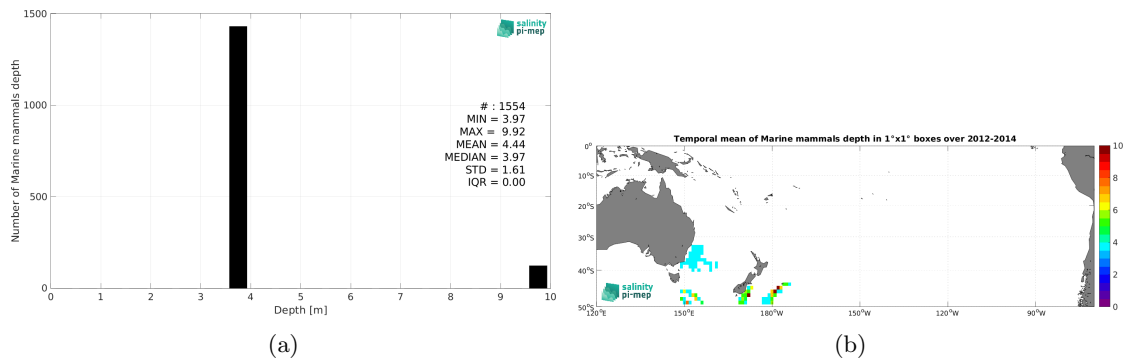 1500
1000
500
0
0 1 2 3 4 5 6 7 8 9 10
Number of Marine mammals depth
Depth [m]
salinity
pi-mep
# : 1554
MIN = 3.97
MAX = 9.92
MEAN = 4.44
MEDIAN = 3.97
STD = 1.61
IQR = 0.00
(a)
Temporal mean of Marine mammals depth in 1°x1° boxes over 2012-2014
0°
10°S
20°S
30°S
40°S
50°S
120°E 150°E 180°W 150°W 120°W 90°W
salinity
pi-mep
10
8
6
4
2
0
(b)